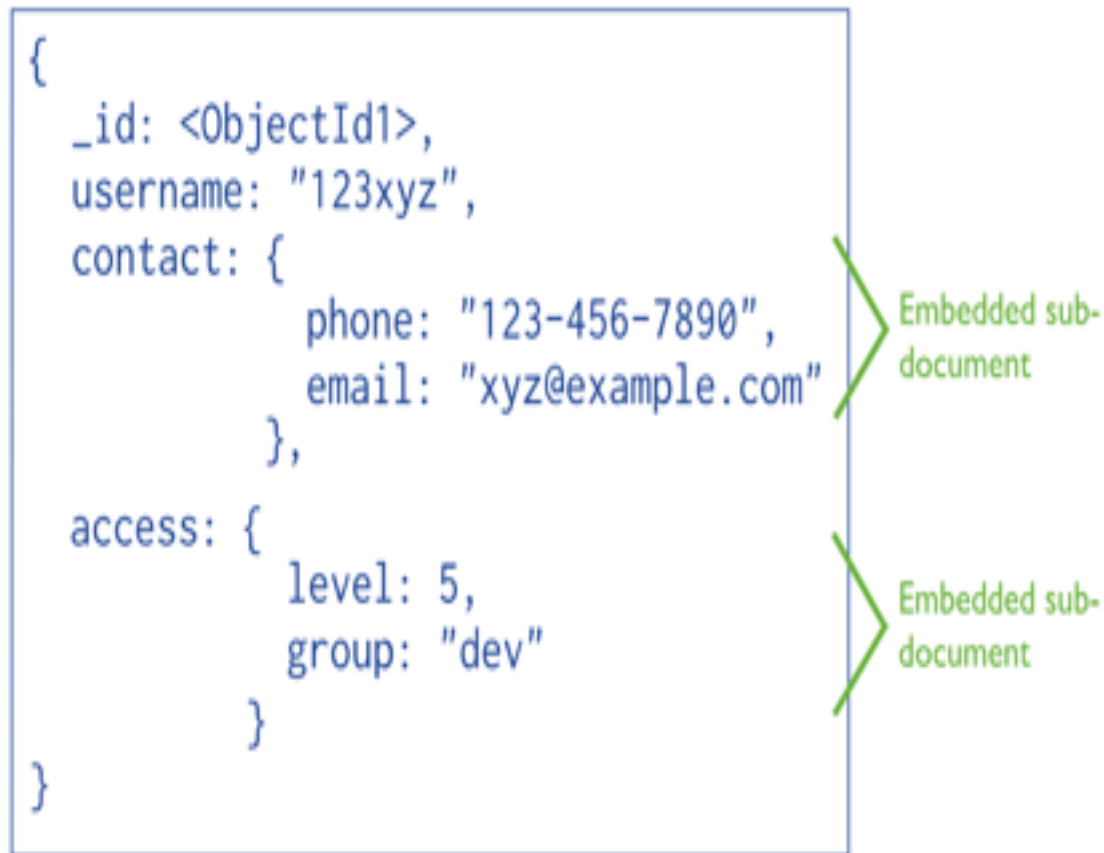 {
_id: <ObjectId1>,
username: "123xyz",
contact: {
phone: "123-456-7890",
email: "xyz@example.com"
},
Embedded sub-
document
access: {
level: 5,
group: "dev"
}
Embedded sub-
document
}